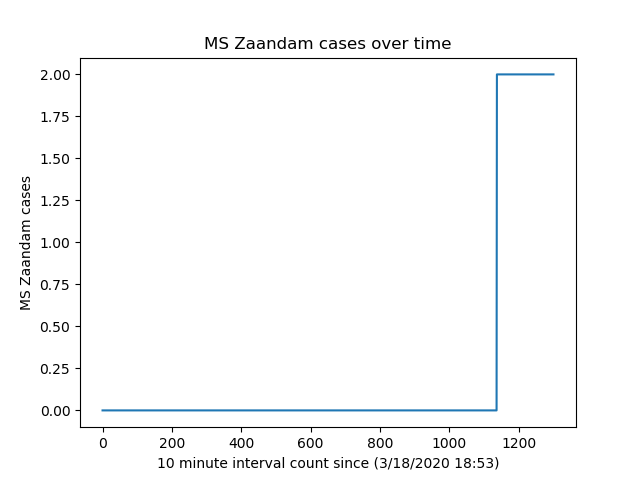 MS Zaandam cases over time
2.00
1.75
1.50
1.25
1.00
0.75
0.50
0.25
0.00
MS Zaandam cases
0 200 400 600 800 1000 1200
10 minute interval count since (3/18/2020 18:53)